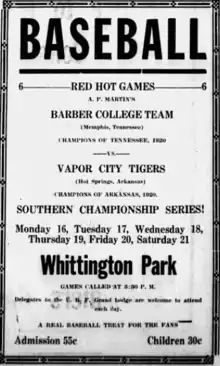 BASEBALL
6 RED HOT GAMES 6
A. P. MARTIN'S
BARBER COLLEGE TEAM
(Memphis, Tennessee)
CHAMPIONS OF TENNESSEE, 1920
—VS.—
VAPOR CITY TIGERS
(Hot Springs, Arkansas)
CHAMPIONS OF ARKANSAS, 1920.
SOUTHERN CHAMPIONSHIP SERIES!
Monday 16, Tuesday 17, Wednesday 18,
Thursday 19, Friday 20, Saturday 21
Whittington Park
GAMES CALLED AT 3:30 P. M.
Delegates to the U. B. F. Grand lodge are welcome to attend
each day.
A REAL BASEBALL TREAT FOR THE FANS
Admission 55c Children 30c